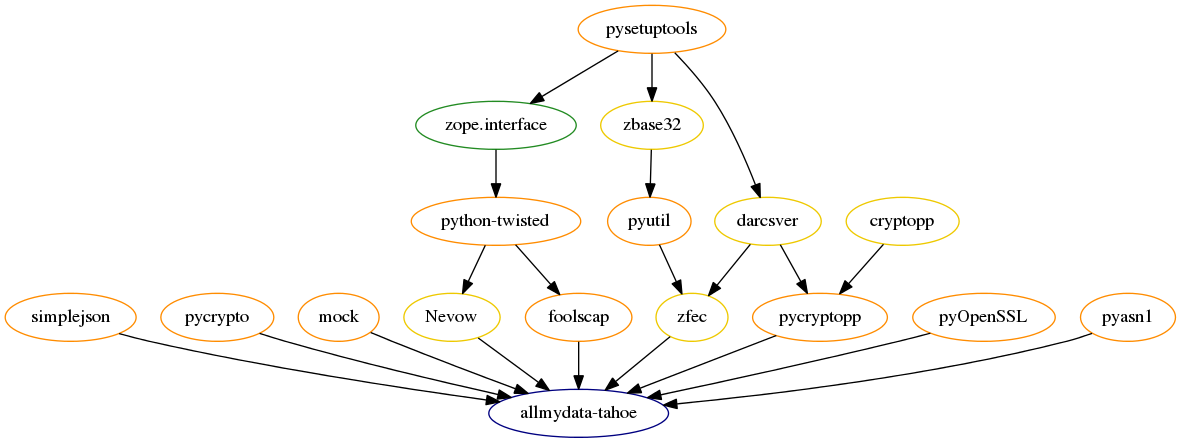 pysetuptools
zope.interface
zbase32
python-twisted
pyutil
darcsver
cryptopp
simplejson
pycrypto
mock
Nevow
foolscap
zfec
pycryptopp
pyOpenSSL
pyasn1
allmydata-tahoe